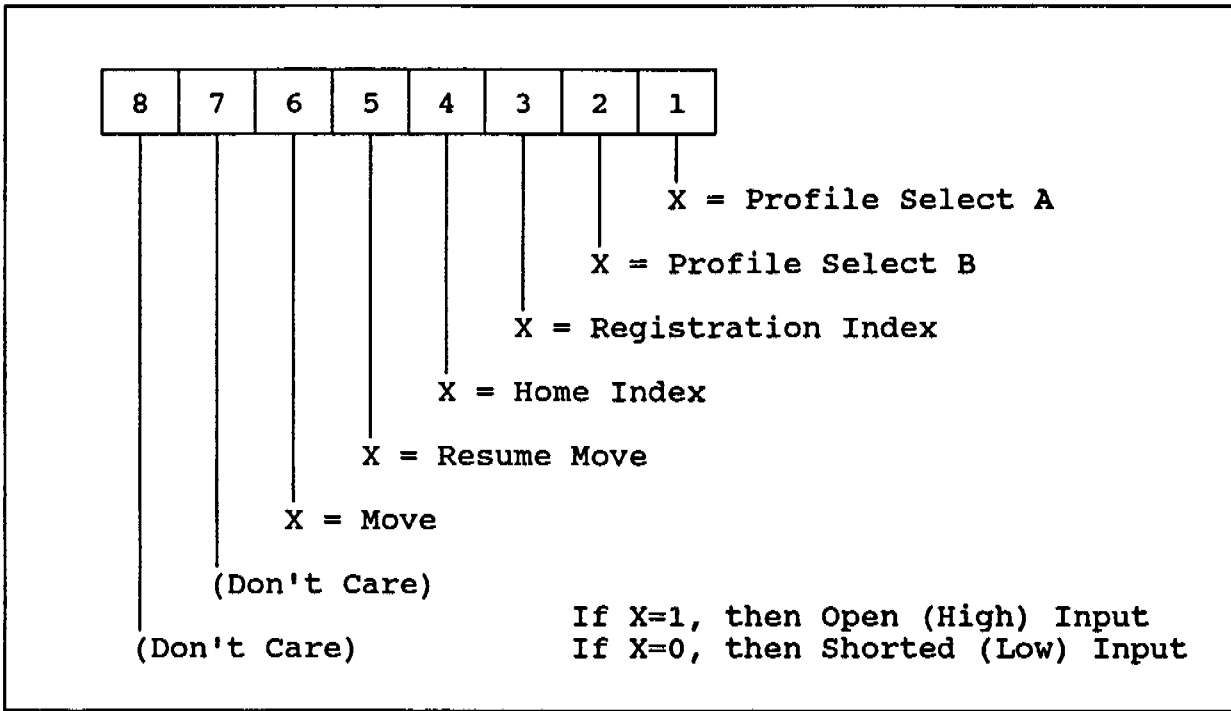 8 7 6 5 4 3 2 1
X = Profile Select A
X = Profile Select B
X = Registration Index
X = Home Index
X = Resume Move
X = Move
(Don't Care)
(Don't Care)
If X=1, then Open (High) Input
If X=0, then Shorted (Low) Input